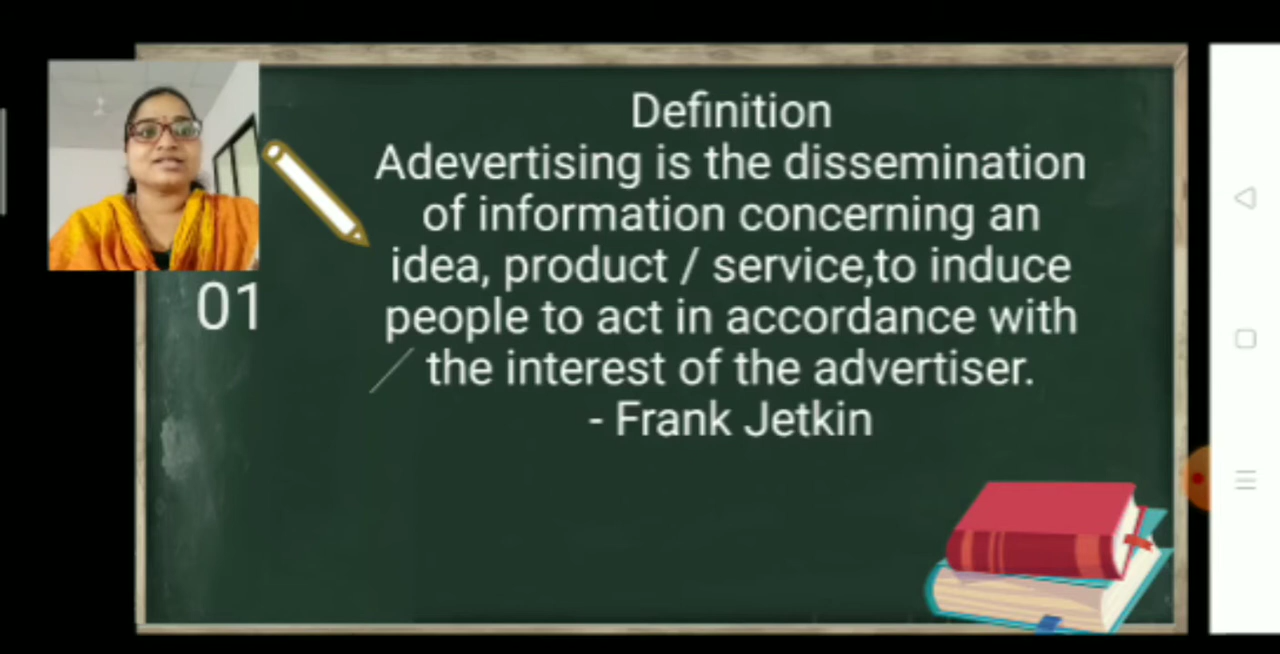 Definition
Adevertising is the dissemination
of information concerning an
idea, product / service,to induce
people to act in accordance with
the interest of the advertiser.
- Frank Jetkin
01